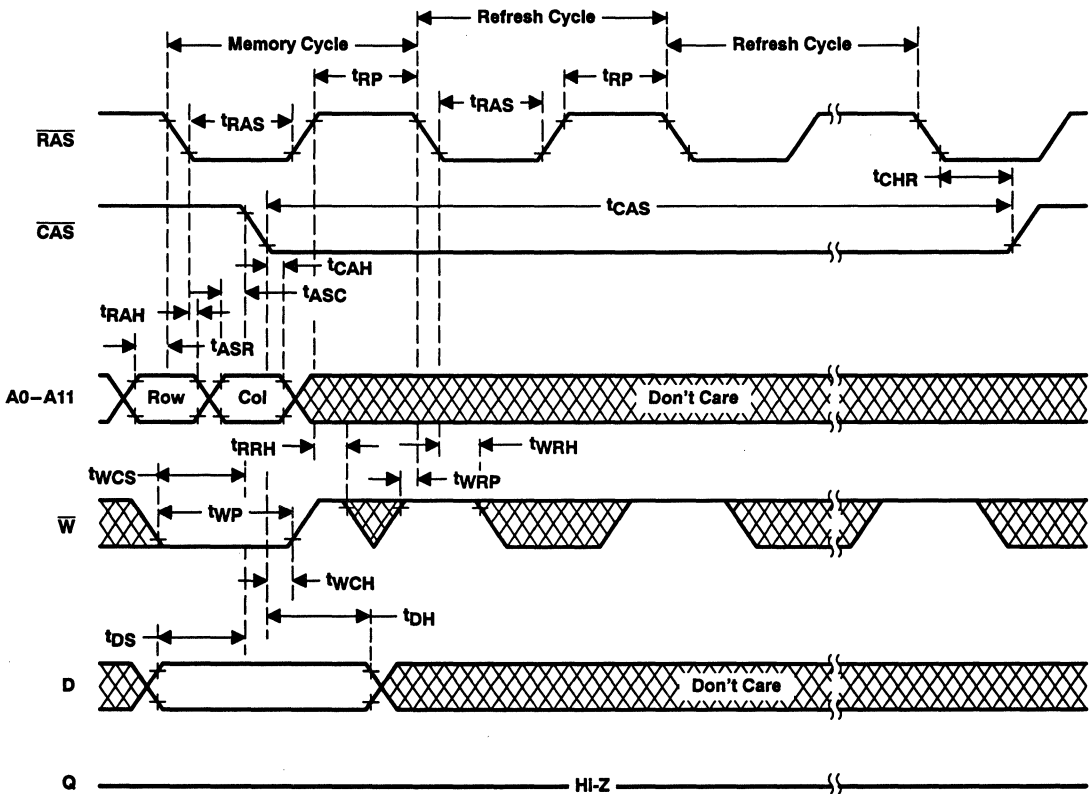 Refresh Cycle
Memory Cycle
Refresh Cycle
tRP
tRP
tRAS
tRAS
RAS
tCHR
tCAS
CAS
tCAH
tASC
tRAH
tASR
A0–A11
Row
Col
Don't Care
tRRH
tWRH
tWCS
tWRP
tWP
W
tWCH
tDH
tDS
D
Don't Care
Q
Hi-Z